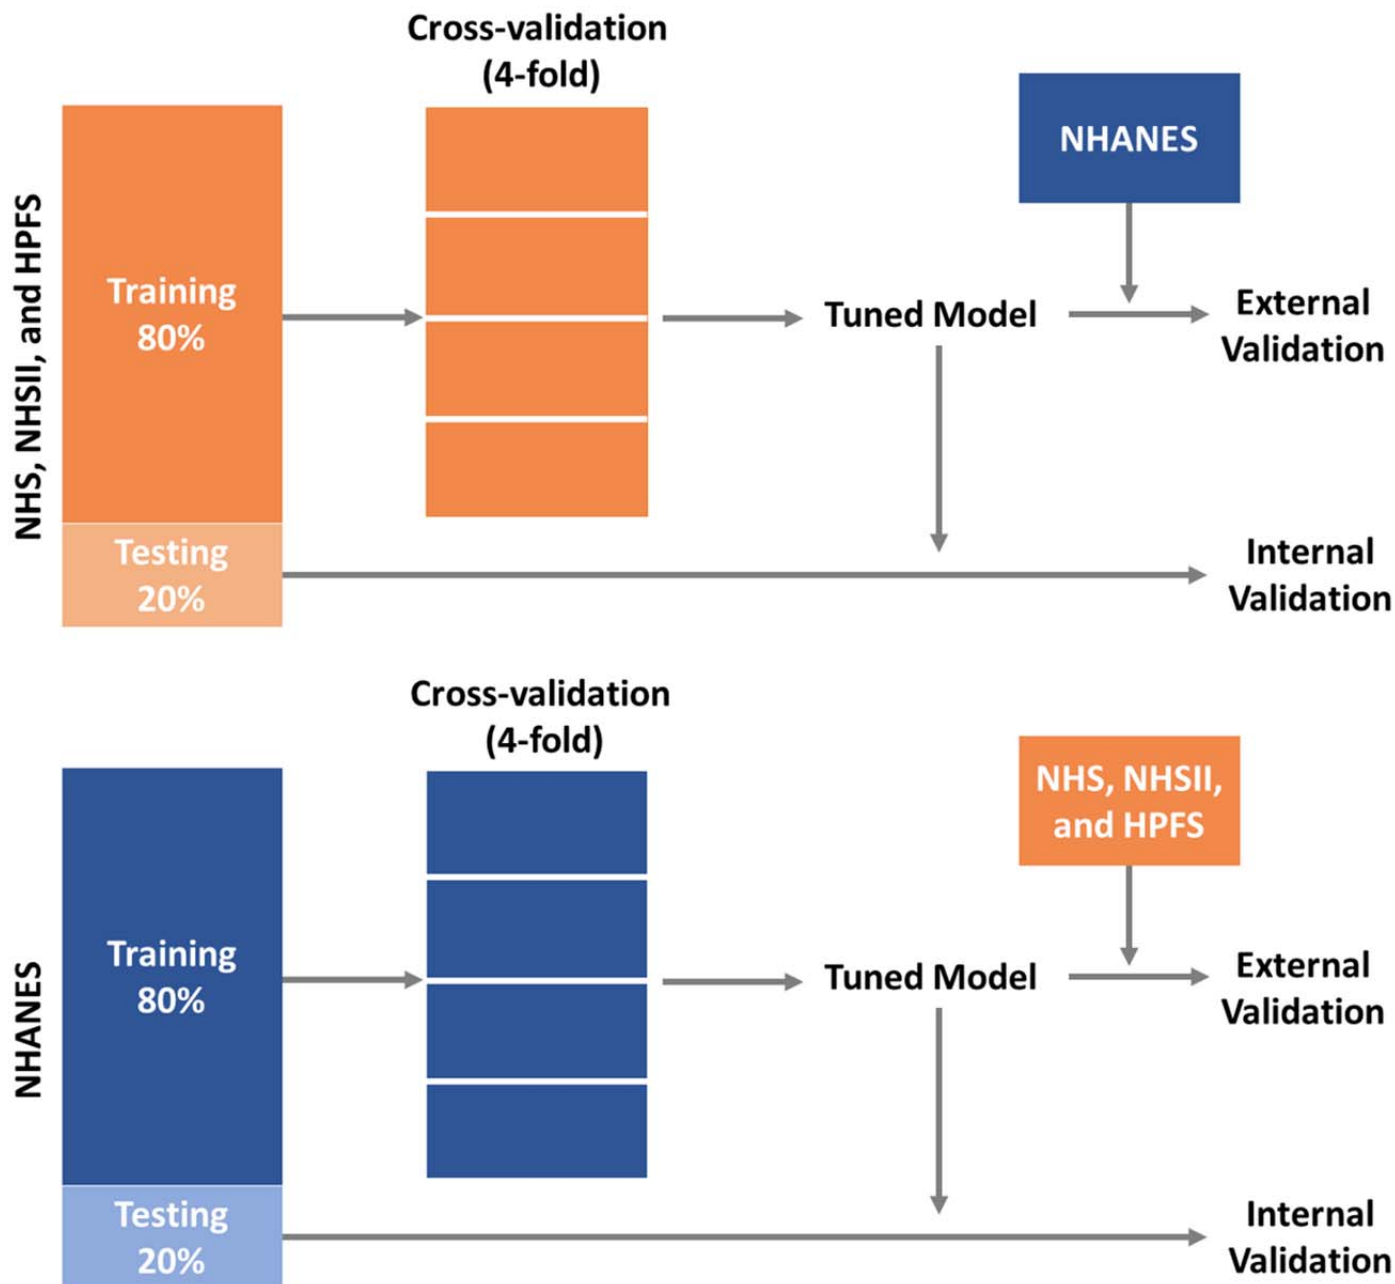 Cross-validation
(4-fold)
NHS, NHSII, and HPFS
Training
80%
Testing
20%
NHANES
Tuned Model
External
Validation
Internal
Validation
Cross-validation
(4-fold)
NHANES
Training
80%
Testing
20%
NHS, NHSII,
and HPFS
Tuned Model
External
Validation
Internal
Validation